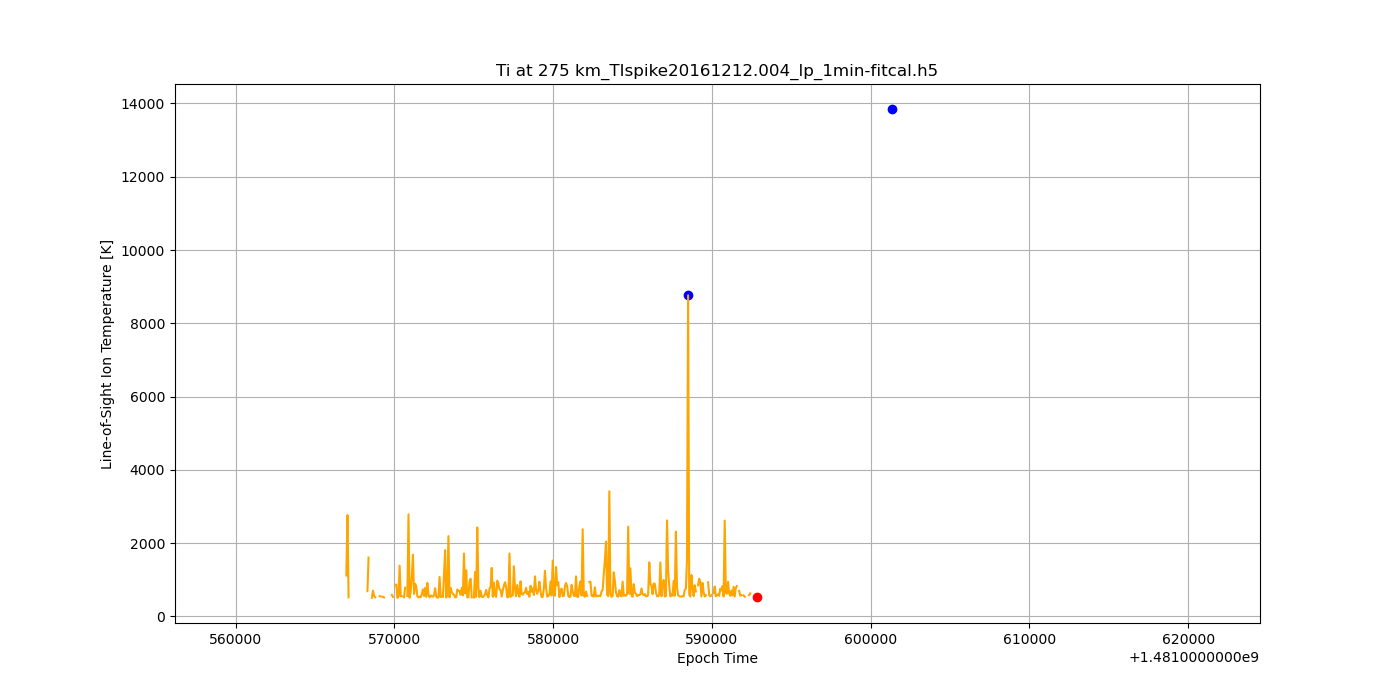 Ti at 275 km_TIspike20161212.004_lp_1min-fitcal.h5
Line-of-Sight Ion Temperature [K]
14000
12000
10000
8000
6000
4000
2000
0
560000 570000 580000 590000 600000 610000 620000
Epoch Time
+1.4810000000e9